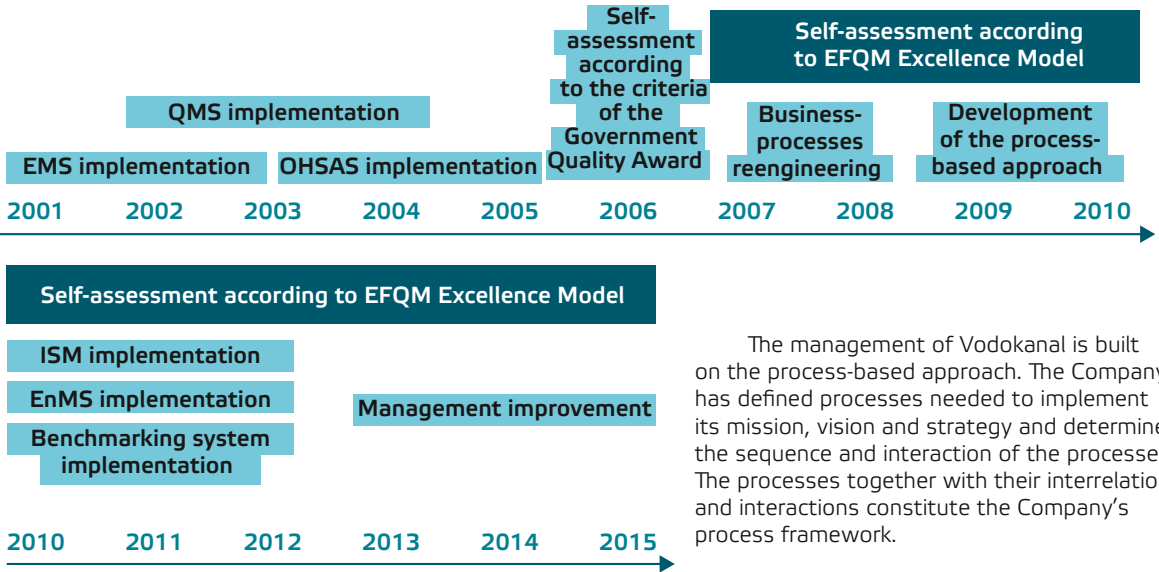 Self-
assessment
according
to the criteria
of the
Government
Quality Award
Self-assessment according
to EFQM Excellence Model
QMS implementation
Business-
processes
reengineering
Development
of the process-
based approach
EMS implementation
OHSAS implementation
2001 2002 2003 2004 2005 2006 2007 2008 2009 2010
Self-assessment according to EFQM Excellence Model
ISM implementation
EnMS implementation
Benchmarking system
implementation
Management improvement
2010 2011 2012 2013 2014 2015
The management of Vodokanal is built
on the process-based approach. The Company
has defined processes needed to implement
its mission, vision and strategy and determine
the sequence and interaction of the processe
The processes together with their interrelatio
and interactions constitute the Company's
process framework.